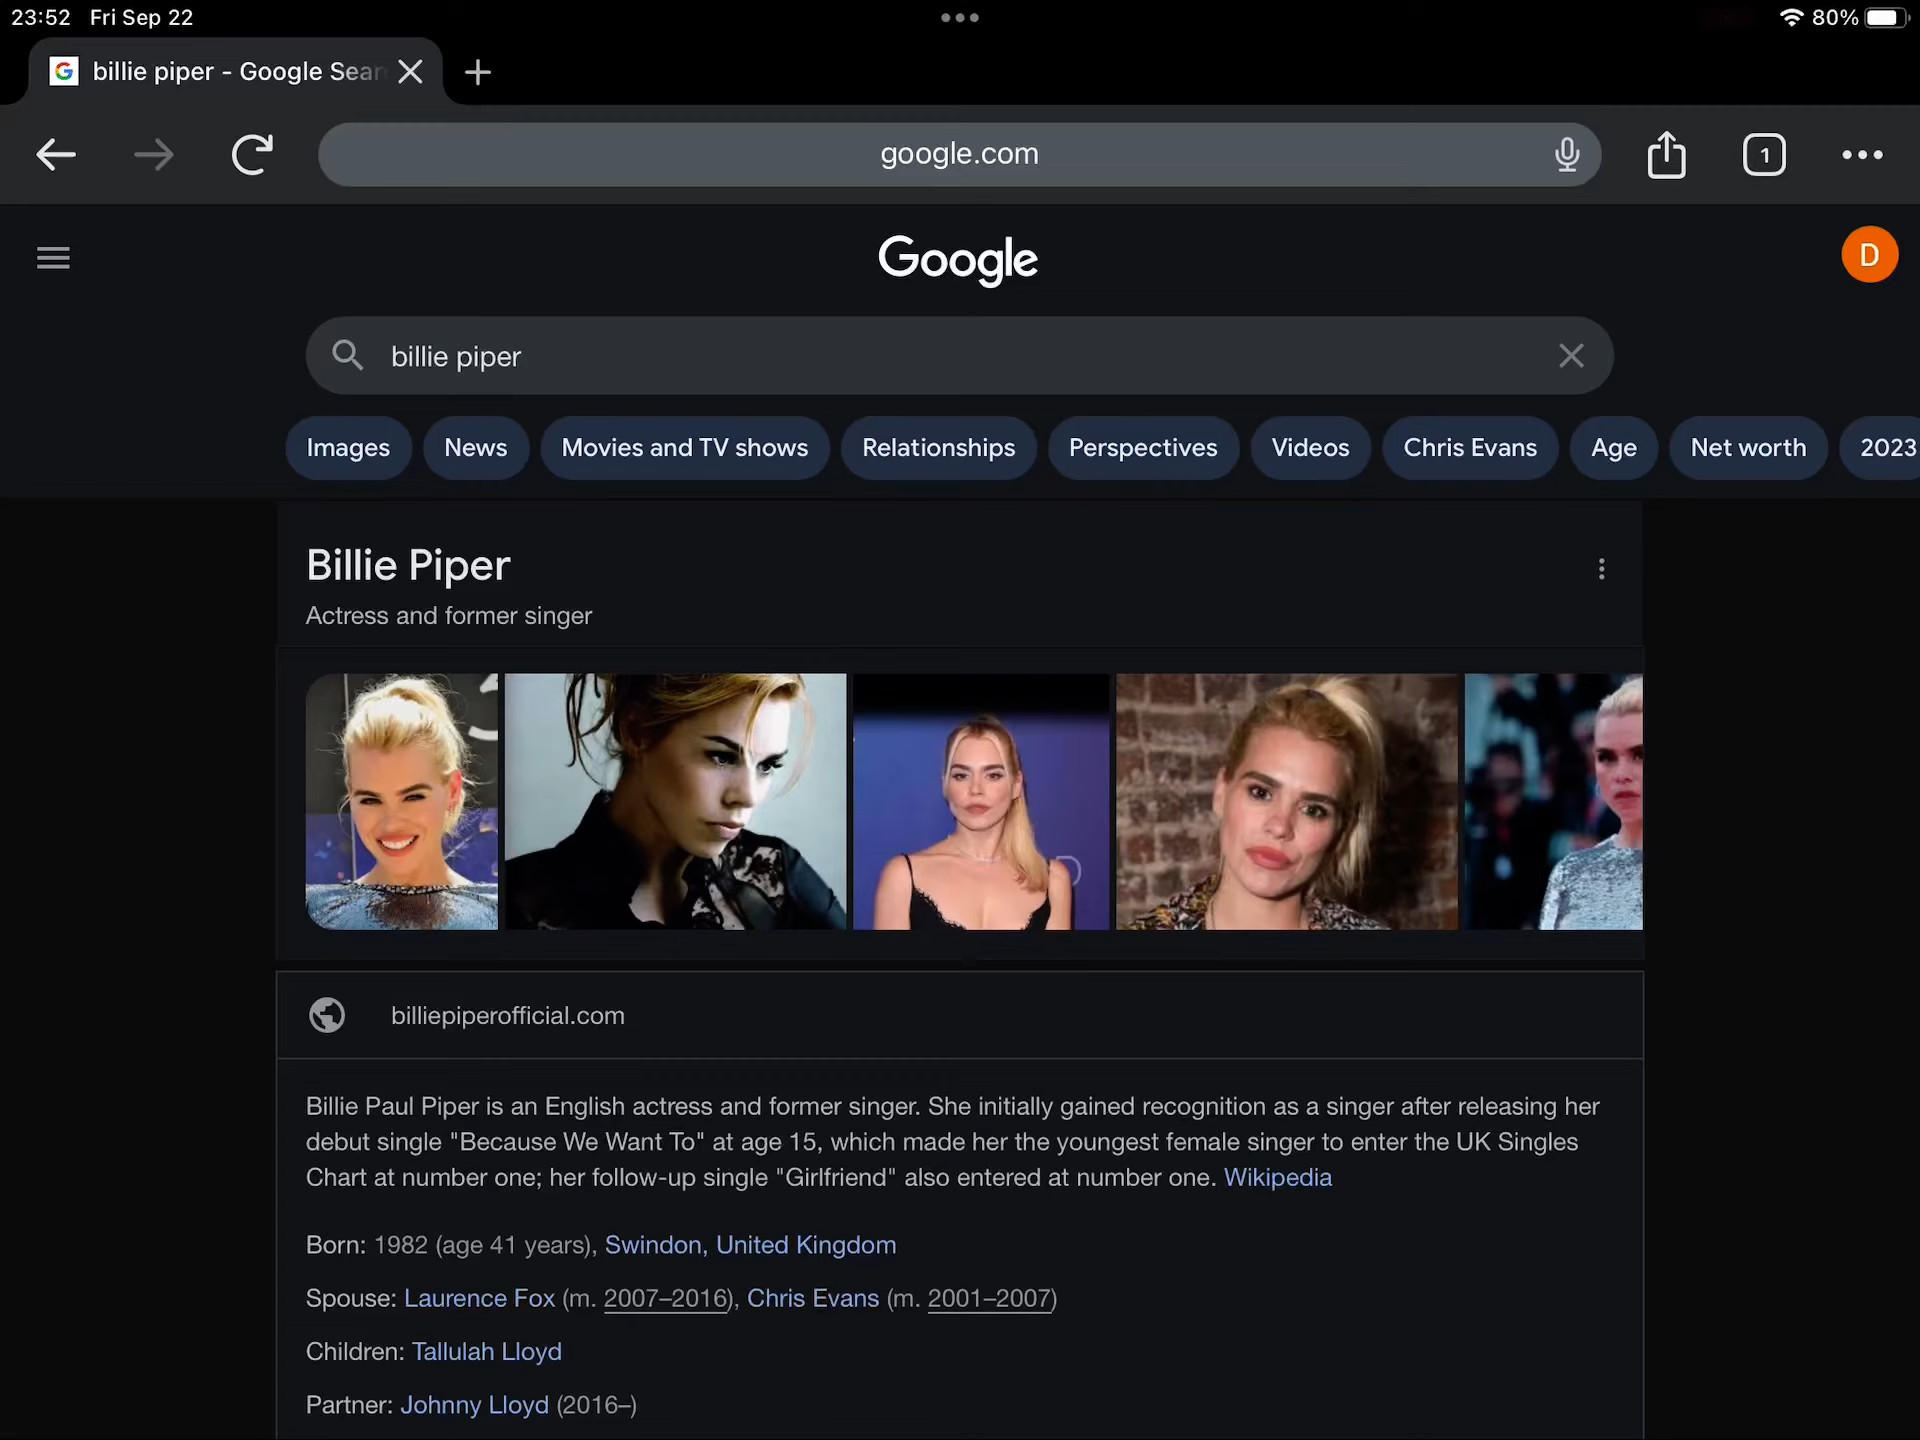 23:52 Fri Sep 22
80%
billie piper - Google Sear
google.com
1
Google
D
billie piper
Images News Movies and TV shows Relationships Perspectives Videos Chris Evans Age Net worth 2023
Billie Piper
Actress and former singer
billiepiperofficial.com
Billie Paul Piper is an English actress and former singer. She initially gained recognition as a singer after releasing her
debut single "Because We Want To" at age 15, which made her the youngest female singer to enter the UK Singles
Chart at number one; her follow-up single "Girlfriend" also entered at number one. Wikipedia
Born: 1982 (age 41 years), Swindon, United Kingdom
Spouse: Laurence Fox (m. 2007–2016), Chris Evans (m. 2001–2007)
Children: Tallulah Lloyd
Partner: Johnny Lloyd (2016–)